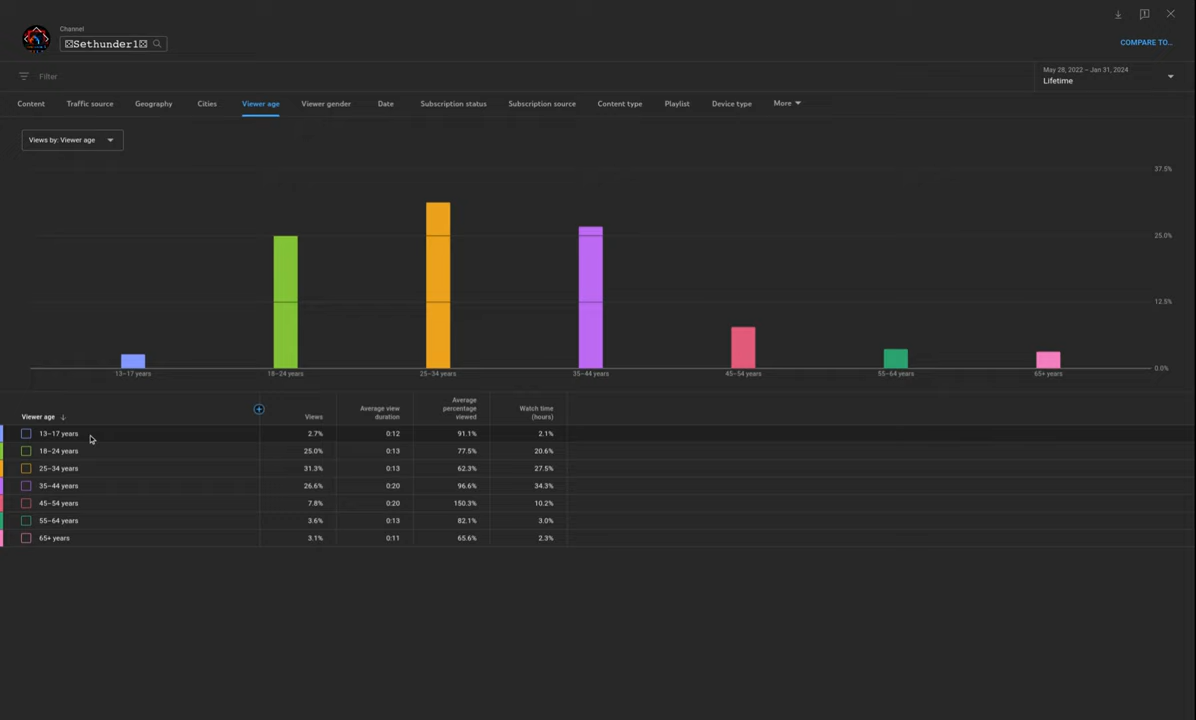 Channel
Sethunder1
COMPARE TO...
Filter
May 28, 2022 – Jan 31, 2024
Lifetime
Content Traffic source Geography Cities Viewer age Viewer gender Date Subscription status Subscription source Content type Playlist Device type More
Views by: Viewer age
37.5%
25.0%
12.5%
0.0%
13–17 years 18–24 years 25–34 years 35–44 years 45–54 years 55–64 years 65+ years
Viewer age Views Average view duration Average percentage viewed Watch time (hours)
13–17 years 2.7% 0:12 91.1% 2.1%
18–24 years 25.0% 0:13 77.5% 20.6%
25–34 years 31.3% 0:13 62.3% 27.5%
35–44 years 26.6% 0:20 96.6% 34.3%
45–54 years 7.8% 0:20 150.3% 10.2%
55–64 years 3.6% 0:13 82.1% 3.0%
65+ years 3.1% 0:11 65.6% 2.3%